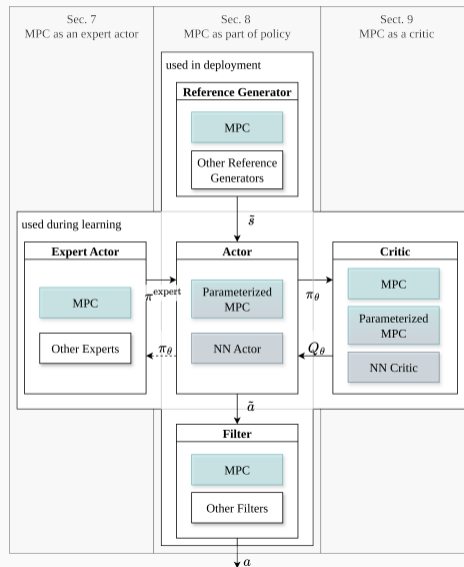 Sec. 7
MPC as an expert actor
Sec. 8
MPC as part of policy
Sect. 9
MPC as a critic
used in deployment
Reference Generator
MPC
Other Reference
Generators
s̃
used during learning
Expert Actor
MPC
Other Experts
π^expert
π_θ
Actor
Parameterized
MPC
NN Actor
π_θ
Q_θ
Critic
MPC
Parameterized
MPC
NN Critic
ã
Filter
MPC
Other Filters
a